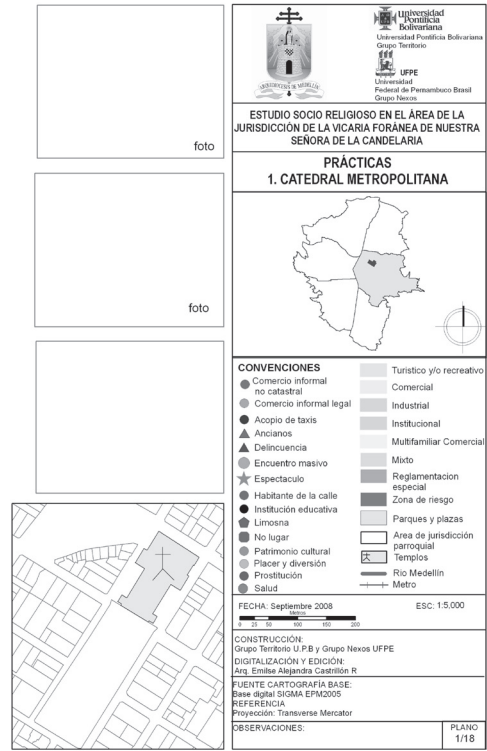 foto
foto
ARQUIDIOCESIS DE MEDELLÍN
Universidad
Pontificia
Bolivariana
Universidad Pontificia Bolivariana
Grupo Territorio
UFPE
Universidad
Federal de Pernambuco Brasil
Grupo Nexos
ESTUDIO SOCIO RELIGIOSO EN EL ÁREA DE LA
JURISDICCIÓN DE LA VICARIA FORÁNEA DE NUESTRA
SEÑORA DE LA CANDELARIA
PRÁCTICAS
1. CATEDRAL METROPOLITANA
CONVENCIONES
Comercio informal
no catastral
Comercio informal legal
Acopio de taxis
Ancianos
Delincuencia
Encuentro masivo
Espectaculo
Habitante de la calle
Institución educativa
Limosna
No lugar
Patrimonio cultural
Placer y diversión
Prostitución
Salud
Turistico y/o recreativo
Comercial
Industrial
Institucional
Multifamiliar Comercial
Mixto
Reglamentacion
especial
Zona de riesgo
Parques y plazas
Area de jurisdicción
parroquial
Templos
Rio Medellín
Metro
FECHA: Septiembre 2008
ESC: 1:5,000
Metros
0 25 50 100 150 200
CONSTRUCCIÓN:
Grupo Territorio U.P.B y Grupo Nexos UFPE
DIGITALIZACIÓN Y EDICIÓN:
Arq. Emilse Alejandra Castrillón R
FUENTE CARTOGRAFÍA BASE:
Base digital SIGMA EPM2005
REFERENCIA
Proyección: Transverse Mercator
OBSERVACIONES:
PLANO
1/18